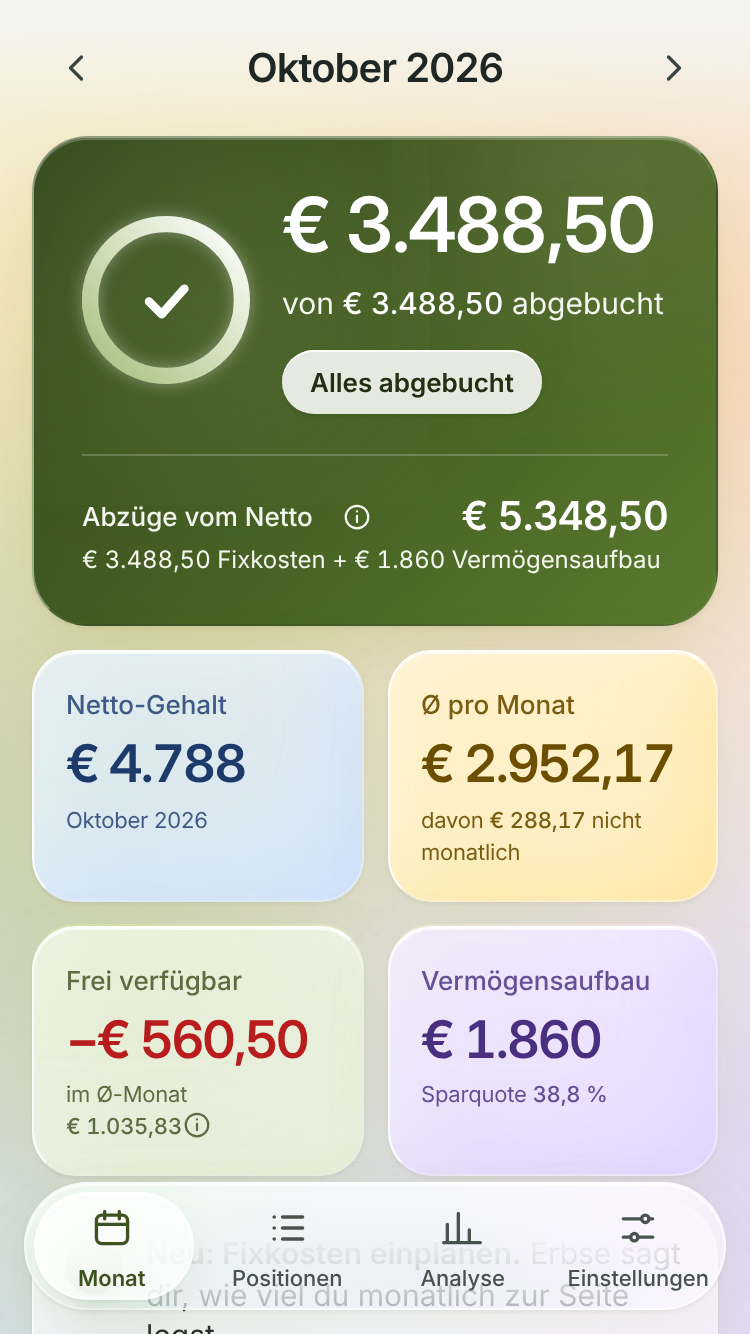 Oktober 2026
€ 3.488,50
von € 3.488,50 abgebucht
Alles abgebucht
Abzüge vom Netto
€ 5.348,50
€ 3.488,50 Fixkosten + € 1.860 Vermögensaufbau
Netto-Gehalt
€ 4.788
Oktober 2026
Ø pro Monat
€ 2.952,17
davon € 288,17 nicht
monatlich
Frei verfügbar
–€ 560,50
im Ø-Monat
€ 1.035,83
Vermögensaufbau
€ 1.860
Sparquote 38,8 %
Neu: Fixkosten einplanen. Erbse sagt
Monat
Positionen
Analyse
Einstellungen
dir, wie viel du monatlich zur Seite
legst